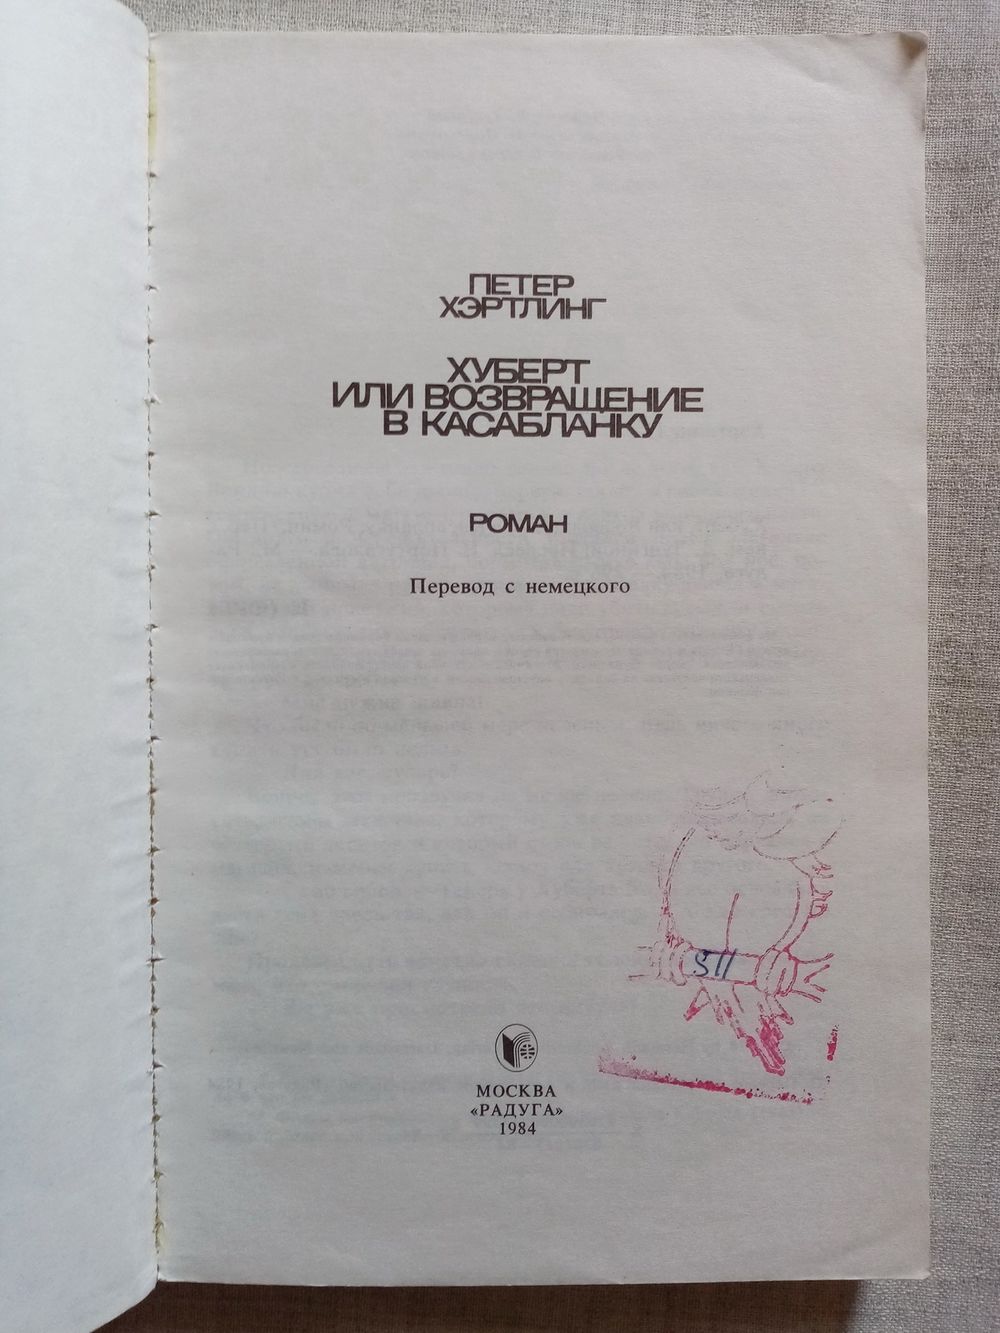 ПЕТЕР
ХЭРТЛИНГ
ХУБЕРТ
ИЛИ ВОЗВРАЩЕНИЕ
В КАСАБЛАНКУ
РОМАН
Перевод с немецкого
511
МОСКВА
«РАДУГА»
1984